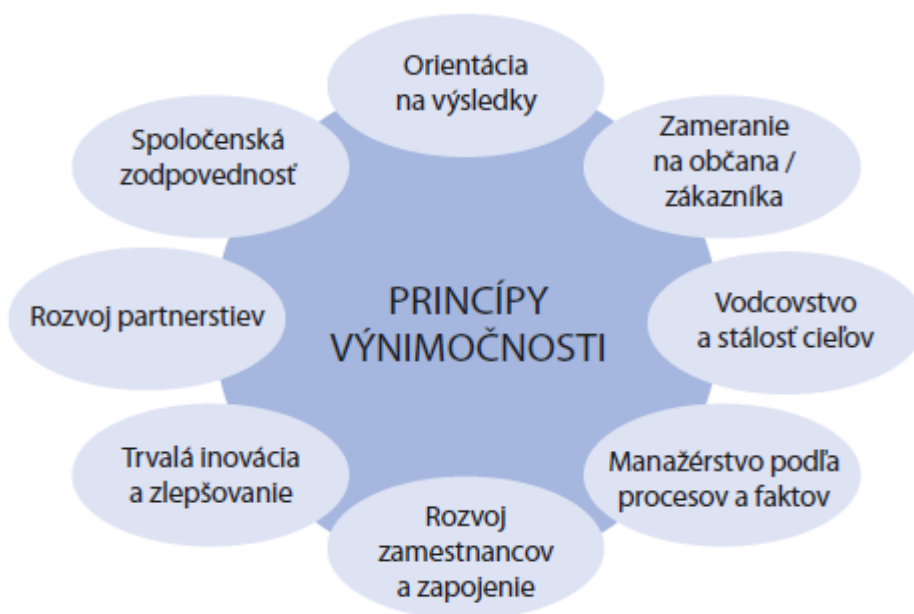 Orientácia
na výsledky
Zameranie
na občana /
zákazníka
Vodcovstvo
a stálosť cieľov
Manažérstvo podľa
procesov a faktov
Rozvoj
zamestnancov
a zapojenie
Trvalá inovácia
a zlepšovanie
Rozvoj partnerstiev
Spoločenská
zodpovednosť
PRINCÍPY
VÝNIMOČNOSTI